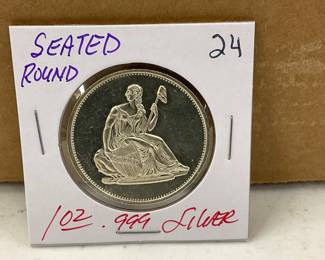 SEATED 24
ROUND
1oz .999 SILVER